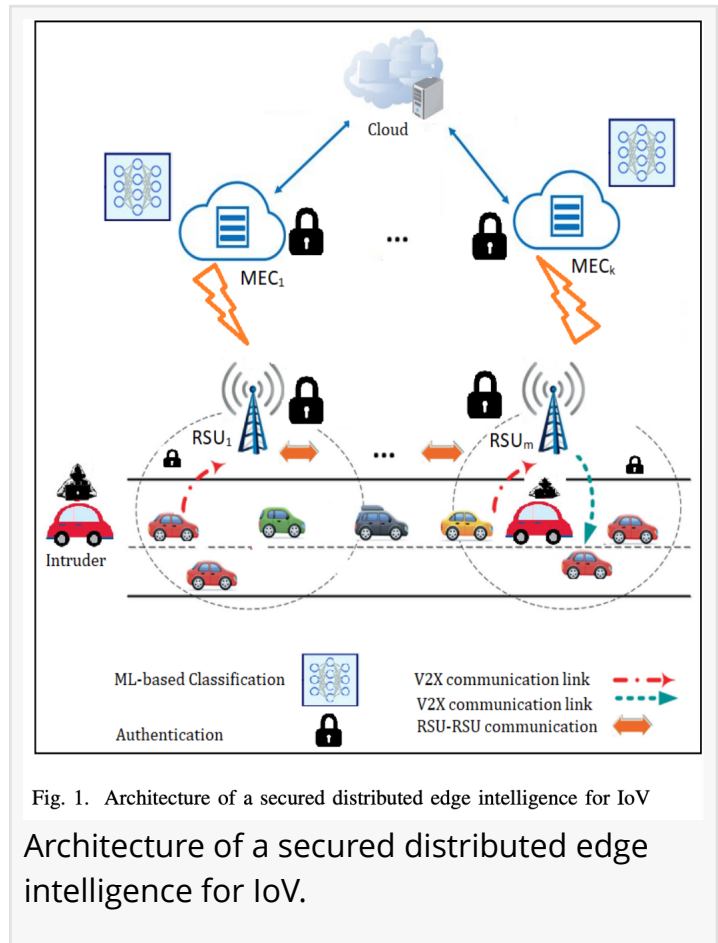 Cloud
MEC₁
...
MECₖ
RSU₁
...
RSUₘ
Intruder
ML-based Classification
V2X communication link
V2X communication link
Authentication
RSU-RSU communication
Fig. 1. Architecture of a secured distributed edge intelligence for IoV
Architecture of a secured distributed edge
intelligence for IoV.